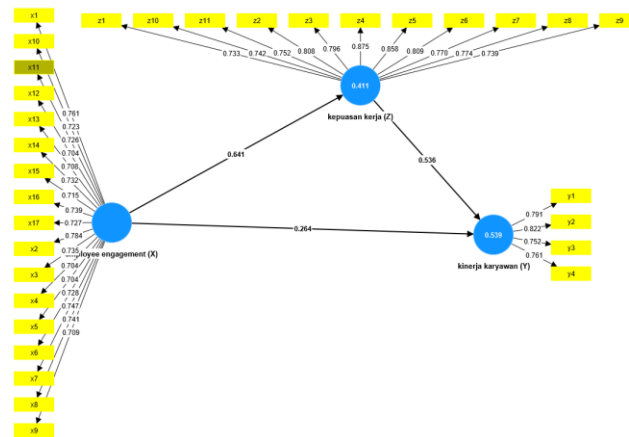 x1
z1 z10 z11 z2 z3 z4 z5 z6 z7 z8 z9
x10
x11
0.733 0.742 0.752 0.808 0.796 0.875 0.858 0.809 0.770 0.774 0.739
x12
0.411
x13
0.761
kepuasan kerja (Z)
0.723
0.726
x14
0.704
0.706
0.732
0.641
0.536
x15
0.715
x16
0.739
y1
x17
0.727
0.264
0.791
y2
0.784
0.539
0.822
x2
0.735
0.752
y3
ployee engagement (X)
kinerja karyawan (Y)
0.761
x3
0.704
y4
0.704
x4
0.728
0.747
x5
0.741
0.709
x6
x7
x8
x9